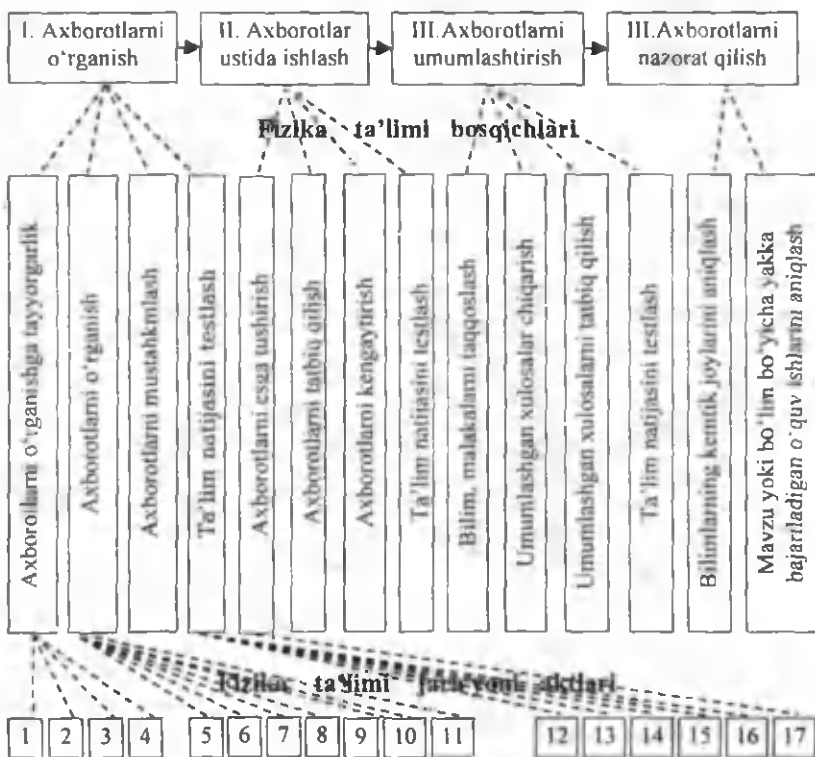 I. Axborotlarni
o‘rganish
II. Axborotlar
ustida ishlash
III. Axborotlarni
umumlashtirish
III. Axborotlarni
nazorat qilish
Fizika ta’limi bosqichlari
Axborotlarni o‘rganishga tayyorgarlik
Axborotlarni o‘rganish
Axborotlarni mustahkmlash
Ta’lim natijasini testlash
Axborotlarni esga tushirish
Axborotlarni tatbiq qilish
Axborotlarni kengaytirish
Ta’lim natijasini testlash
Bilim, malakalarni taqqoslash
Umumlashgan xulosalar chiqarish
Umumlashgan xulosalarni tatbiq qilish
Ta’lim natijasini testlash
Bilimlarning kemtik joylarini aniqlash
Mavzu yoki bo‘lim bo‘yicha yakka
bajariladigan o‘quv ishlarini aniqlash
Fizika ta’limi jarayoni aktlari
1 2 3 4 5 6 7 8 9 10 11 12 13 14 15 16 17